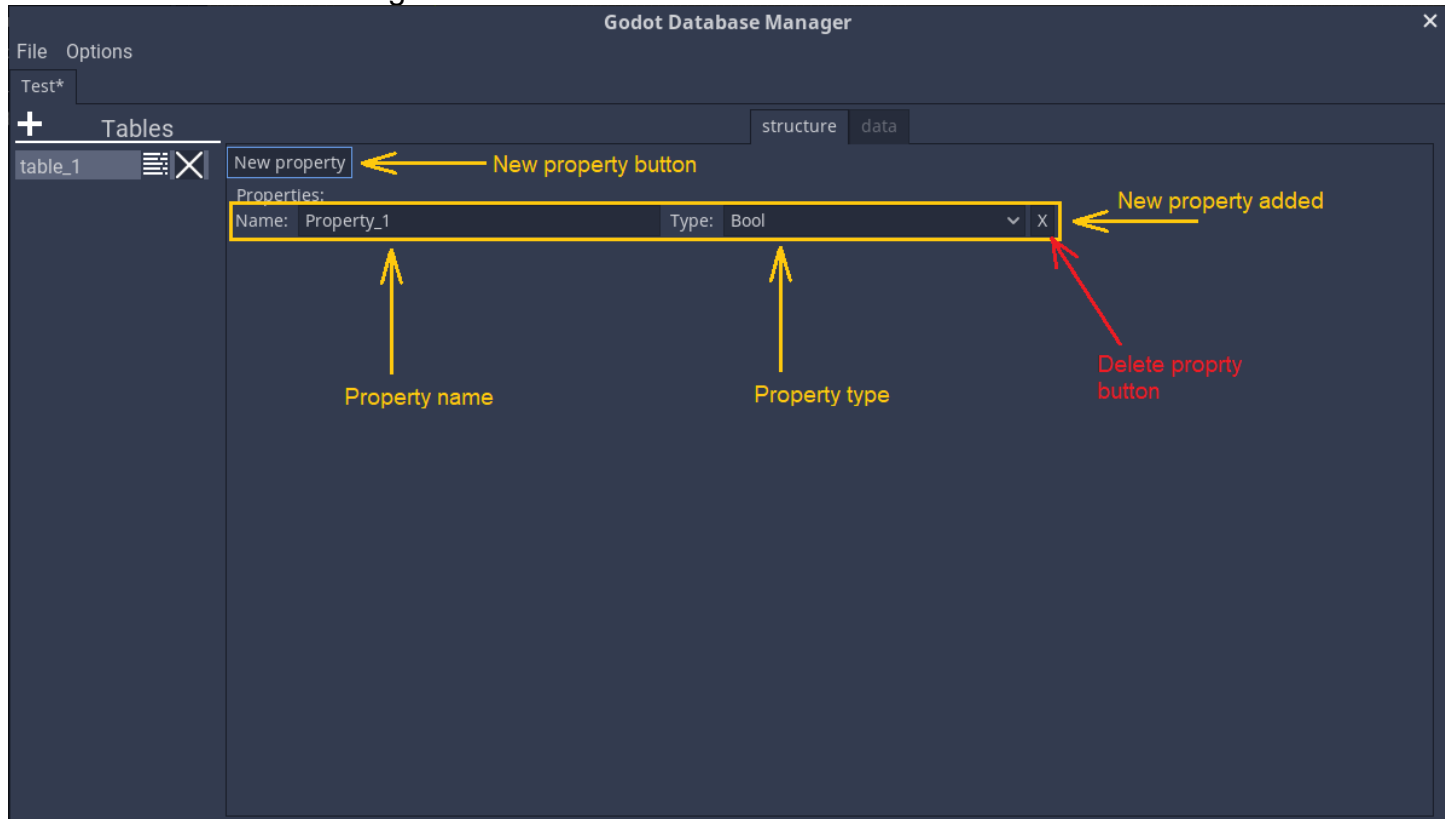 Godot Database Manager
File Options
Test*
Tables
structure data
table_1
New property
New property button
Properties:
New property added
Name: Property_1 Type: Bool X
Delete proprty
button
Property name
Property type